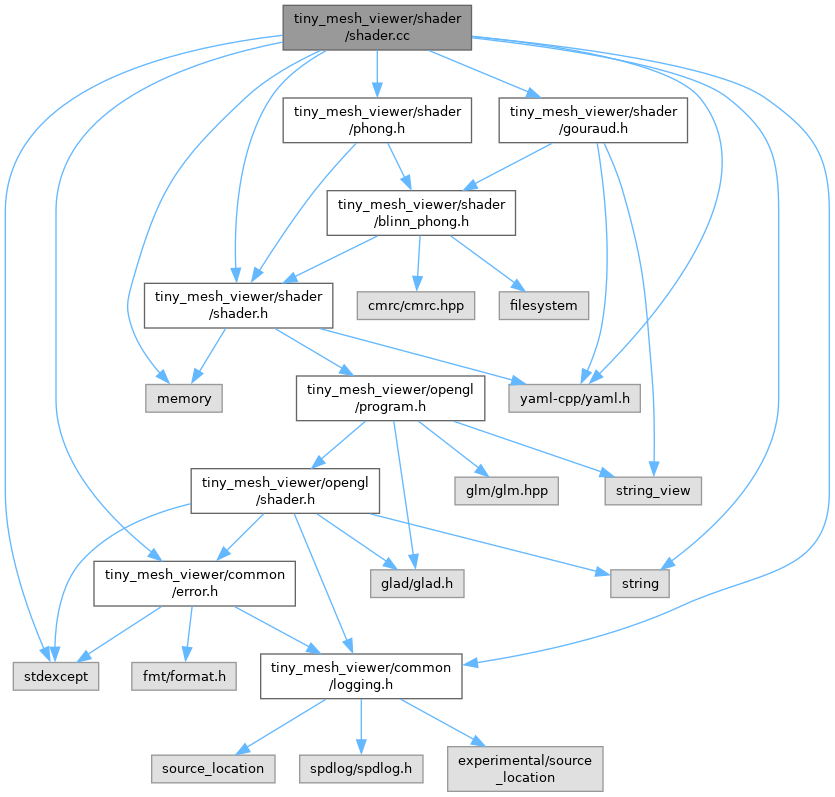 tiny_mesh_viewer/shader
/shader.cc
tiny_mesh_viewer/shader
/phong.h
tiny_mesh_viewer/shader
/gouraud.h
tiny_mesh_viewer/shader
/blinn_phong.h
tiny_mesh_viewer/shader
/shader.h
cmrc/cmrc.hpp
filesystem
memory
tiny_mesh_viewer/opengl
/program.h
yaml-cpp/yaml.h
tiny_mesh_viewer/opengl
/shader.h
glm/glm.hpp
string_view
tiny_mesh_viewer/common
/error.h
glad/glad.h
string
stdexcept
fmt/format.h
tiny_mesh_viewer/common
/logging.h
source_location
spdlog/spdlog.h
experimental/source
_location